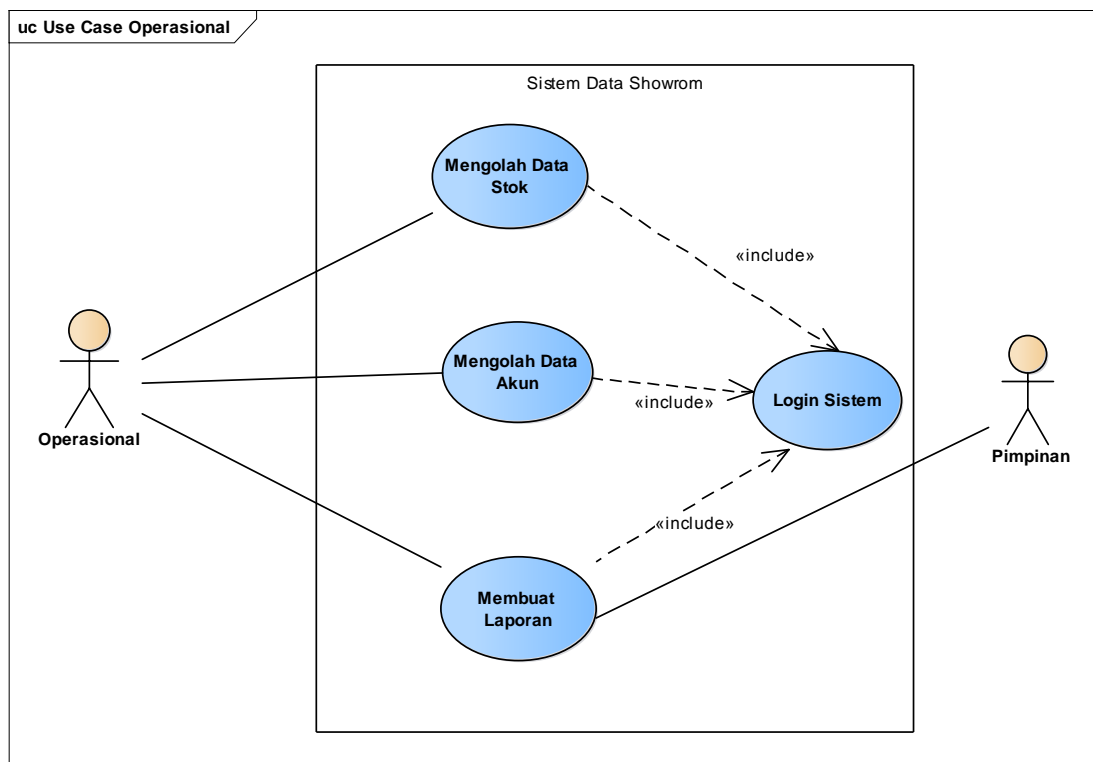 uc Use Case Operasional
Sistem Data Showrom
Mengolah Data
Stok
«include»
Mengolah Data
Akun
«include»
Login Sistem
Operasional
Pimpinan
«include»
Membuat
Laporan